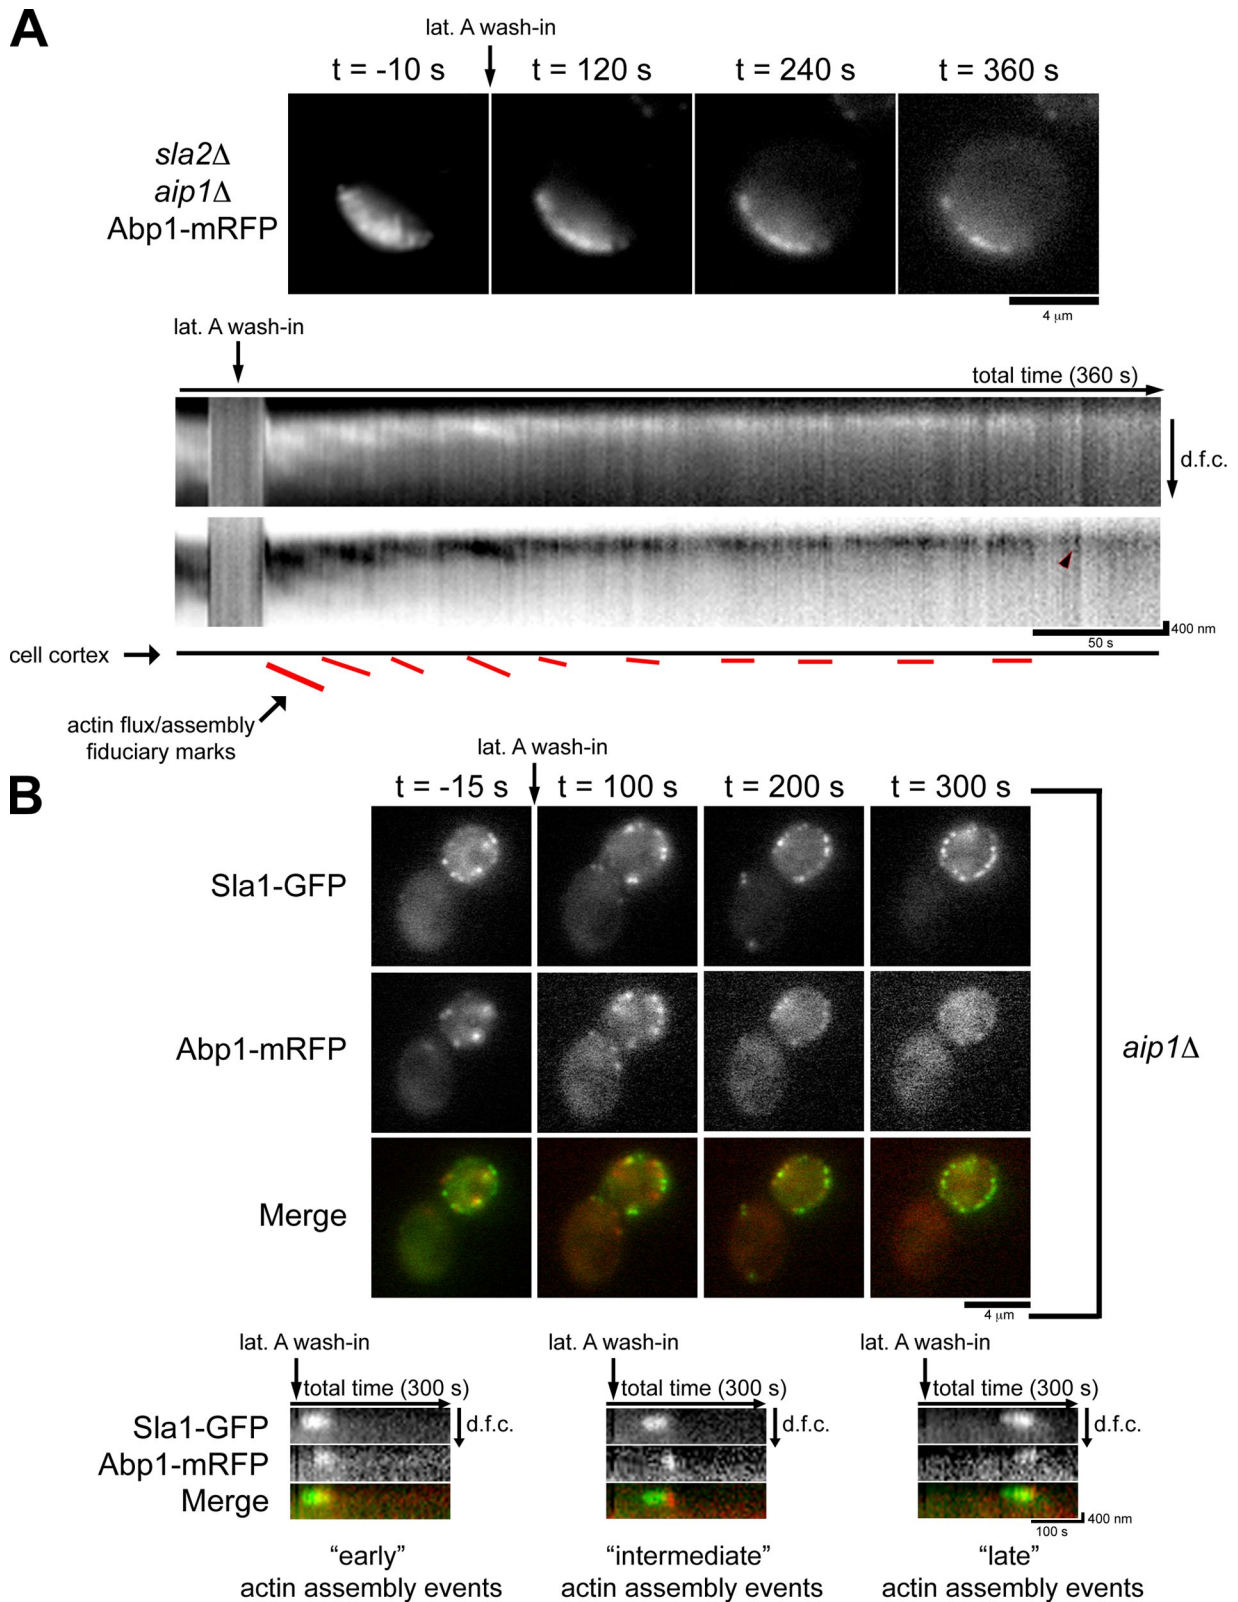 A
lat. A wash-in
t = -10 s
t = 120 s
t = 240 s
t = 360 s
sla2Δ
aip1Δ
Abp1-mRFP
4 μm
lat. A wash-in
total time (360 s)
d.f.c.
400 nm
50 s
cell cortex
actin flux/assembly
fiduciary marks
B
lat. A wash-in
t = -15 s
t = 100 s
t = 200 s
t = 300 s
Sla1-GFP
Abp1-mRFP
aip1Δ
Merge
4 μm
lat. A wash-in
lat. A wash-in
lat. A wash-in
total time (300 s)
total time (300 s)
total time (300 s)
Sla1-GFP
d.f.c.
d.f.c.
d.f.c.
Abp1-mRFP
Merge
400 nm
100 s
“early”
actin assembly events
“intermediate”
actin assembly events
“late”
actin assembly events